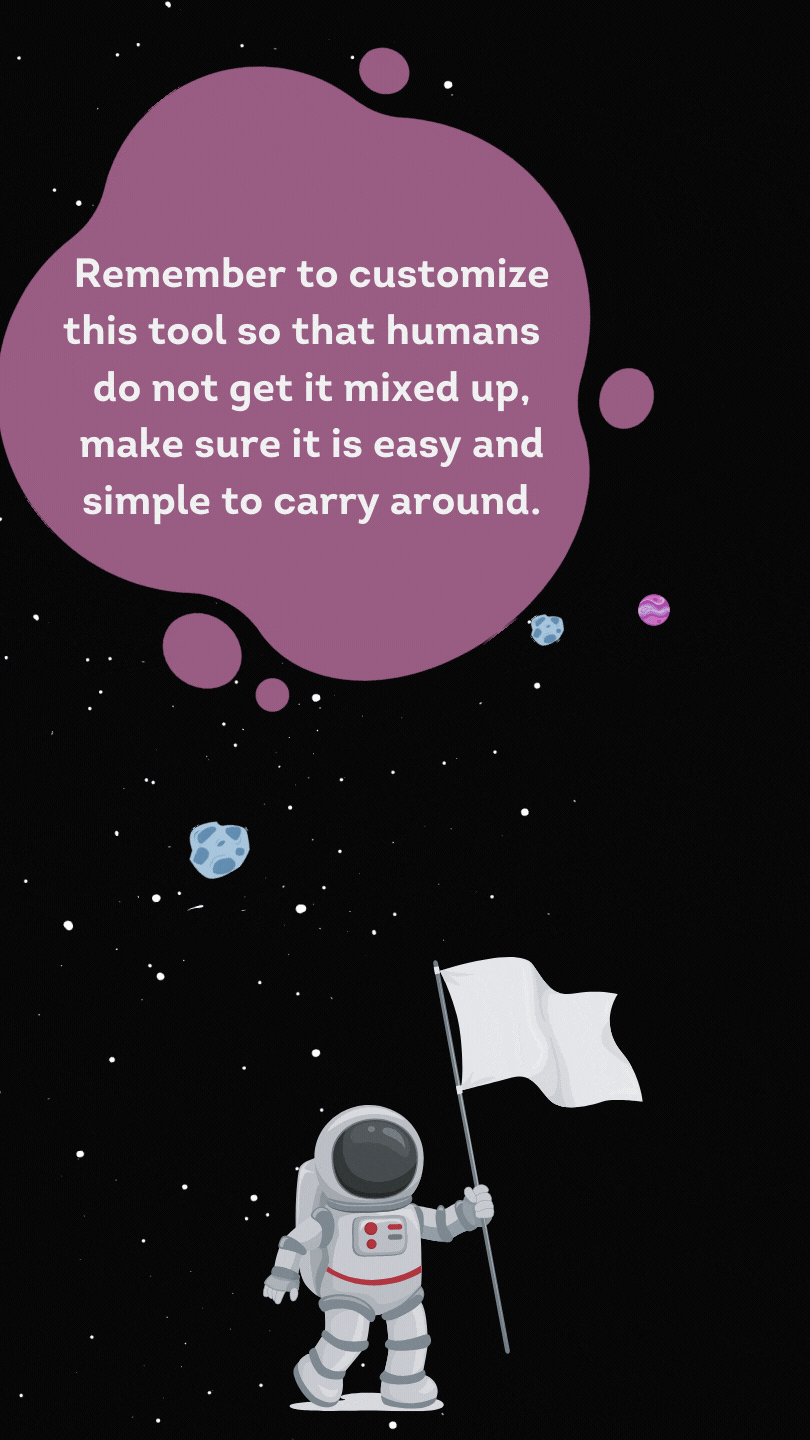 Remember to customize
this tool so that humans
do not get it mixed up,
make sure it is easy and
simple to carry around.